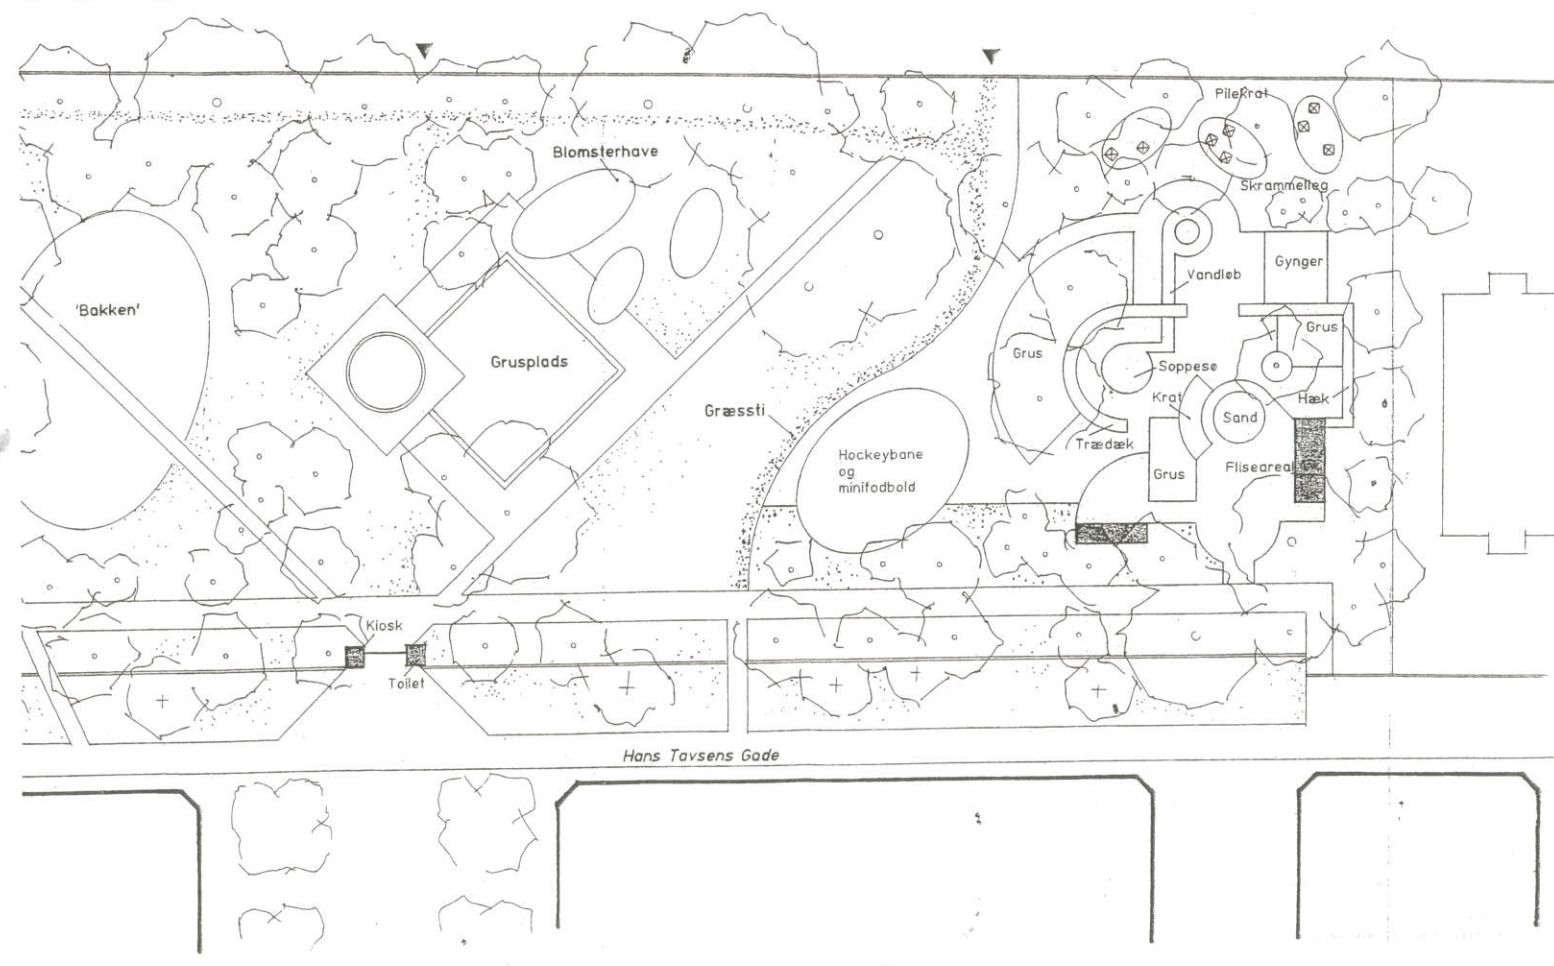 Pilekrat
Blomsterhave
Skrammelleg
'Bakken'
Vandløb
Gynger
Grusplads
Grus
Grus
Soppesø
Græssti
Krat
Hæk
Sand
Trædæk
Hockeybane
og
minifodbold
Grus
Fliseareal
Kiosk
Toilet
Hans Tavsens Gade